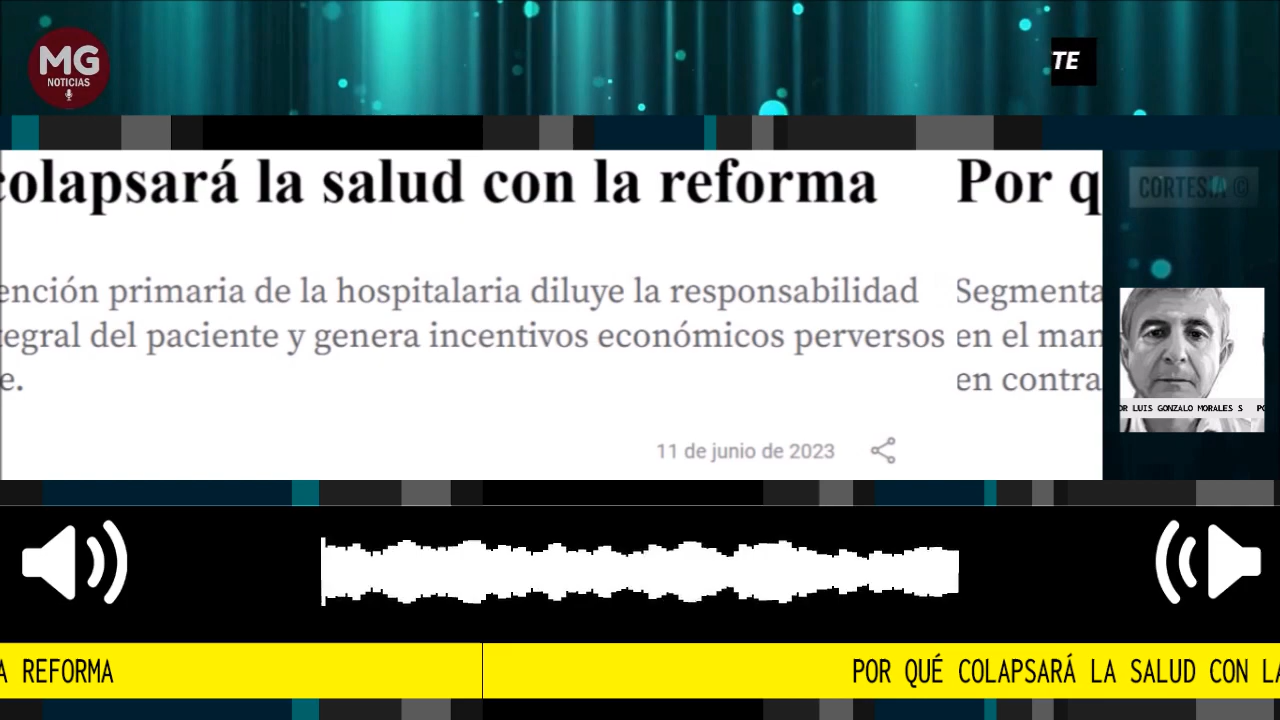 MG
NOTICIAS
TE
colapsará la salud con la reforma
Por q
CORTESÍA ©
ención primaria de la hospitalaria diluye la responsabilidad
tegral del paciente y genera incentivos económicos perversos
e.
Segmenta
en el man
en contra
11 de junio de 2023
OR LUIS GONZALO MORALES S PO
A REFORMA
POR QUÉ COLAPSARÁ LA SALUD CON LA